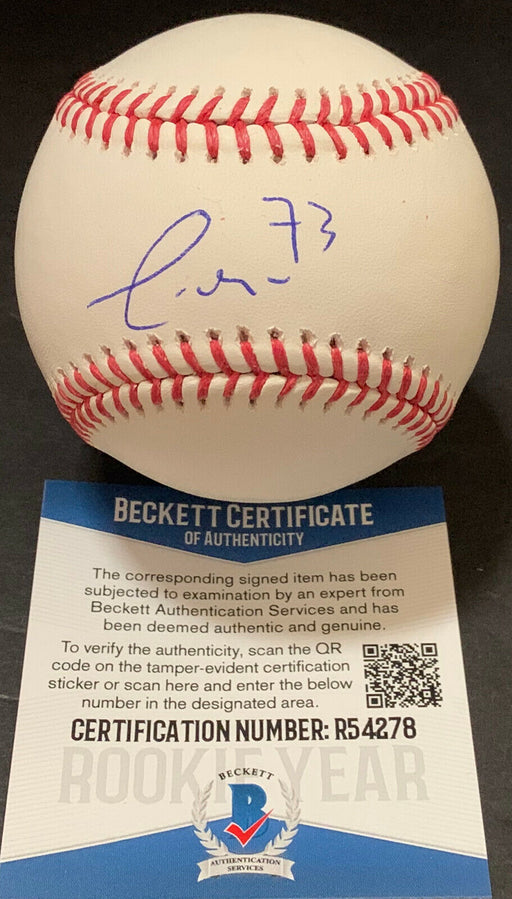 73
BECKETT CERTIFICATE
OF AUTHENTICITY
The corresponding signed item has been
subjected to examination by an expert from
Beckett Authentication Services and has
been deemed authentic and genuine.
To verify the authenticity, scan the QR
code on the tamper-evident certification
sticker or scan here and enter the below
number in the designated area.
CERTIFICATION NUMBER: R54278
ROOKIE YEAR
BECKETT
B
AUTHENTICATION
SERVICES